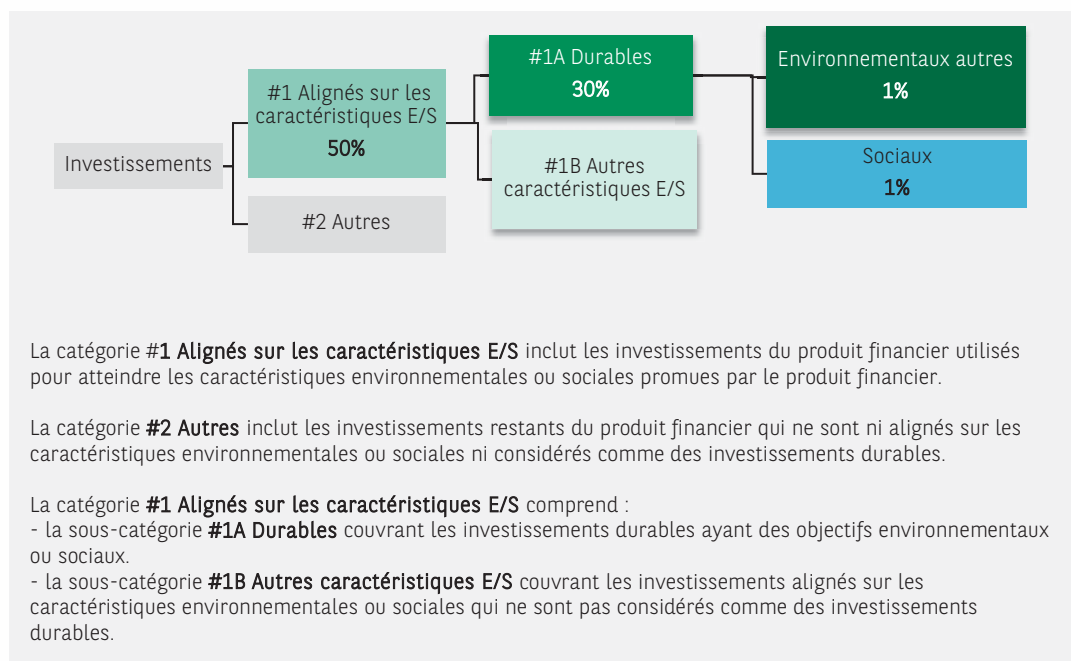 Investissements
#1 Alignés sur les
caractéristiques E/S
50%
#2 Autres
#1A Durables
30%
#1B Autres
caractéristiques E/S
Environnementaux autres
1%
Sociaux
1%
La catégorie #1 Alignés sur les caractéristiques E/S inclut les investissements du produit financier utilisés
pour atteindre les caractéristiques environnementales ou sociales promues par le produit financier.
La catégorie #2 Autres inclut les investissements restants du produit financier qui ne sont ni alignés sur les
caractéristiques environnementales ou sociales ni considérés comme des investissements durables.
La catégorie #1 Alignés sur les caractéristiques E/S comprend :
- la sous-catégorie #1A Durables couvrant les investissements durables ayant des objectifs environnementaux
ou sociaux.
- la sous-catégorie #1B Autres caractéristiques E/S couvrant les investissements alignés sur les
caractéristiques environnementales ou sociales qui ne sont pas considérés comme des investissements
durables.